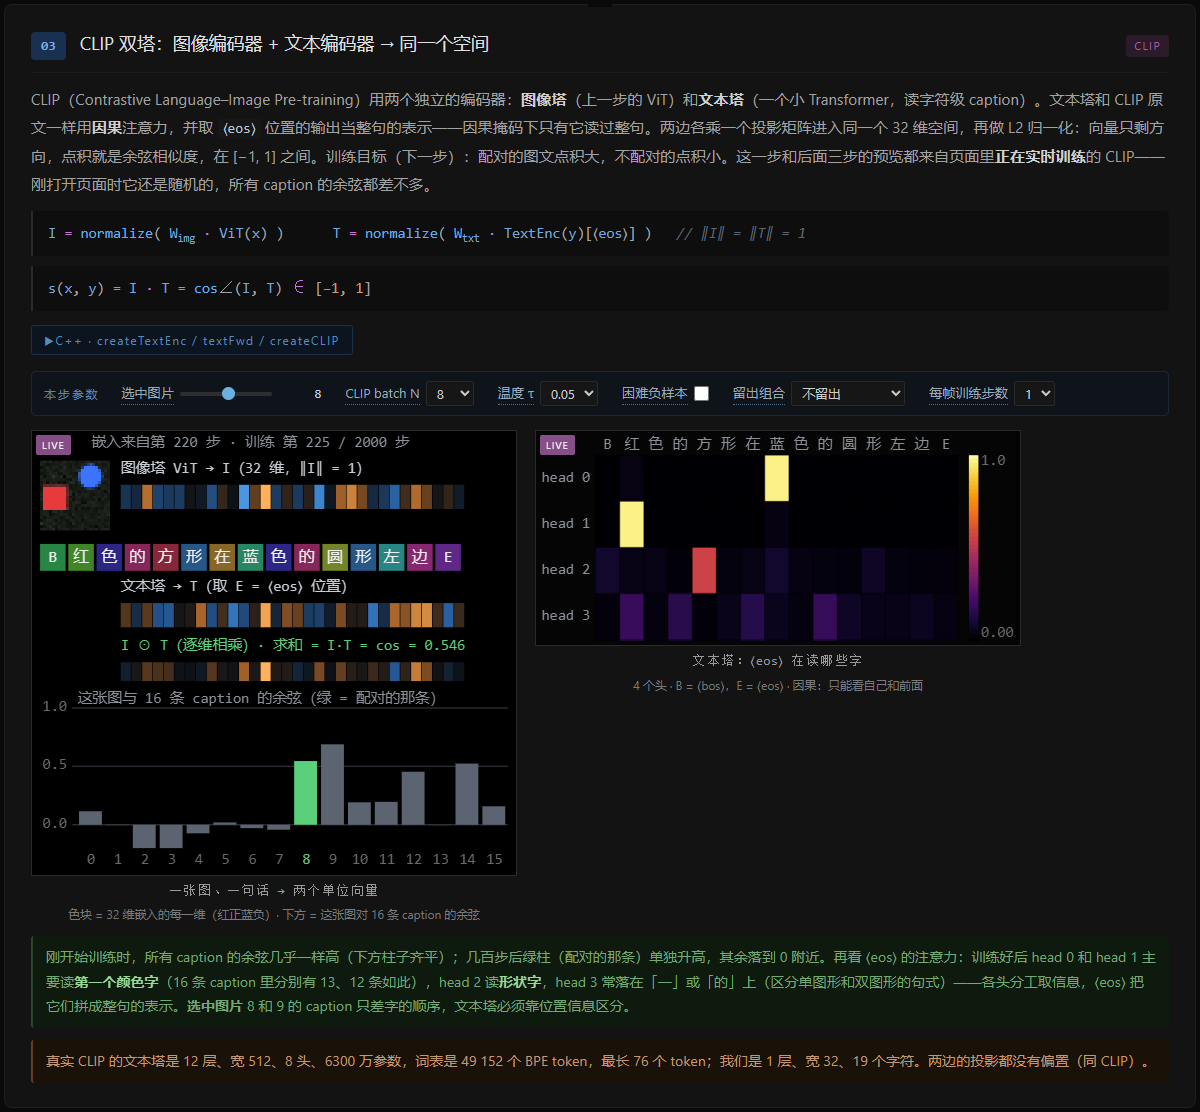 03 CLIP 双塔：图像编码器 + 文本编码器 → 同一个空间 CLIP
CLIP（Contrastive Language–Image Pre-training）用两个独立的编码器：图像塔（上一步的 ViT）和文本塔（一个小 Transformer，读字符级 caption）。文本塔和 CLIP 原
文一样用因果注意力，并取 ⟨eos⟩ 位置的输出当整句的表示——因果掩码下只有它读过整句。两边各乘一个投影矩阵进入同一个 32 维空间，再做 L2 归一化：向量只剩方
向，点积就是余弦相似度，在 [−1, 1] 之间。训练目标（下一步）：配对的图文点积大，不配对的点积小。这一步和后面三步的预览都来自页面里正在实时训练的 CLIP——
刚打开页面时它还是随机的，所有 caption 的余弦都差不多。
I = normalize( W_img · ViT(x) ) T = normalize( W_txt · TextEnc(y)[⟨eos⟩] ) // ‖I‖ = ‖T‖ = 1
s(x, y) = I · T = cos∠(I, T) ∈ [−1, 1]
▶C++ · createTextEnc / textFwd / createCLIP
本步参数 选中图片 8 CLIP batch N 8 温度 τ 0.05 困难负样本 留出组合 不留出 每帧训练步数 1
LIVE 嵌入来自第 220 步 · 训练 第 225 / 2000 步
图像塔 ViT → I (32 维, ‖I‖ = 1)
B 红 色 的 方 形 在 蓝 色 的 圆 形 左 边 E
文本塔 → T (取 E = ⟨eos⟩ 位置)
I ⊙ T (逐维相乘) · 求和 = I·T = cos = 0.546
这张图与 16 条 caption 的余弦 (绿 = 配对的那条)
1.0
0.5
0.0
0 1 2 3 4 5 6 7 8 9 10 11 12 13 14 15
一张图、一句话 → 两个单位向量
色块 = 32 维嵌入的每一维（红正蓝负）· 下方 = 这张图对 16 条 caption 的余弦
LIVE B 红 色 的 方 形 在 蓝 色 的 圆 形 左 边 E
head 0 1.0
head 1
head 2
head 3 0.00
文本塔：⟨eos⟩ 在读哪些字
4 个头 · B = ⟨bos⟩，E = ⟨eos⟩ · 因果：只能看自己和前面
刚开始训练时，所有 caption 的余弦几乎一样高（下方柱子齐平）；几百步后绿柱（配对的那条）单独升高，其余落到 0 附近。再看 ⟨eos⟩ 的注意力：训练好后 head 0 和 head 1 主
要读第一个颜色字（16 条 caption 里分别有 13、12 条如此），head 2 读形状字，head 3 常落在「一」或「的」上（区分单图形和双图形的句式）——各头分工取信息，⟨eos⟩ 把
它们拼成整句的表示。选中图片 8 和 9 的 caption 只差字的顺序，文本塔必须靠位置信息区分。
真实 CLIP 的文本塔是 12 层、宽 512、8 头、6300 万参数，词表是 49 152 个 BPE token，最长 76 个 token；我们是 1 层、宽 32、19 个字符。两边的投影都没有偏置（同 CLIP）。